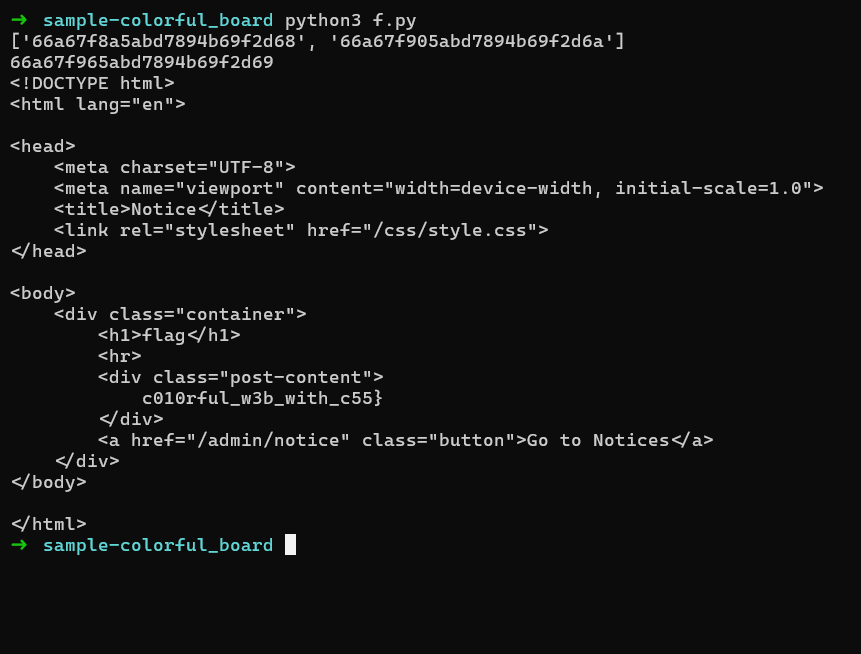 ➜ sample-colorful_board python3 f.py
['66a67f8a5abd7894b69f2d68', '66a67f905abd7894b69f2d6a']
66a67f965abd7894b69f2d69
<!DOCTYPE html>
<html lang="en">

<head>
    <meta charset="UTF-8">
    <meta name="viewport" content="width=device-width, initial-scale=1.0">
    <title>Notice</title>
    <link rel="stylesheet" href="/css/style.css">
</head>

<body>
    <div class="container">
        <h1>flag</h1>
        <hr>
        <div class="post-content">
            c010rful_w3b_with_c55}
        </div>
        <a href="/admin/notice" class="button">Go to Notices</a>
    </div>
</body>

</html>
➜ sample-colorful_board